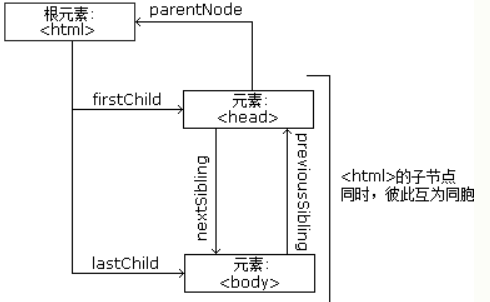 根元素:
<html>
parentNode
firstChild
元素:
<head>
nextSibling
previousSibling
<html>的子节点
同时，彼此互为同胞
lastChild
元素:
<body>